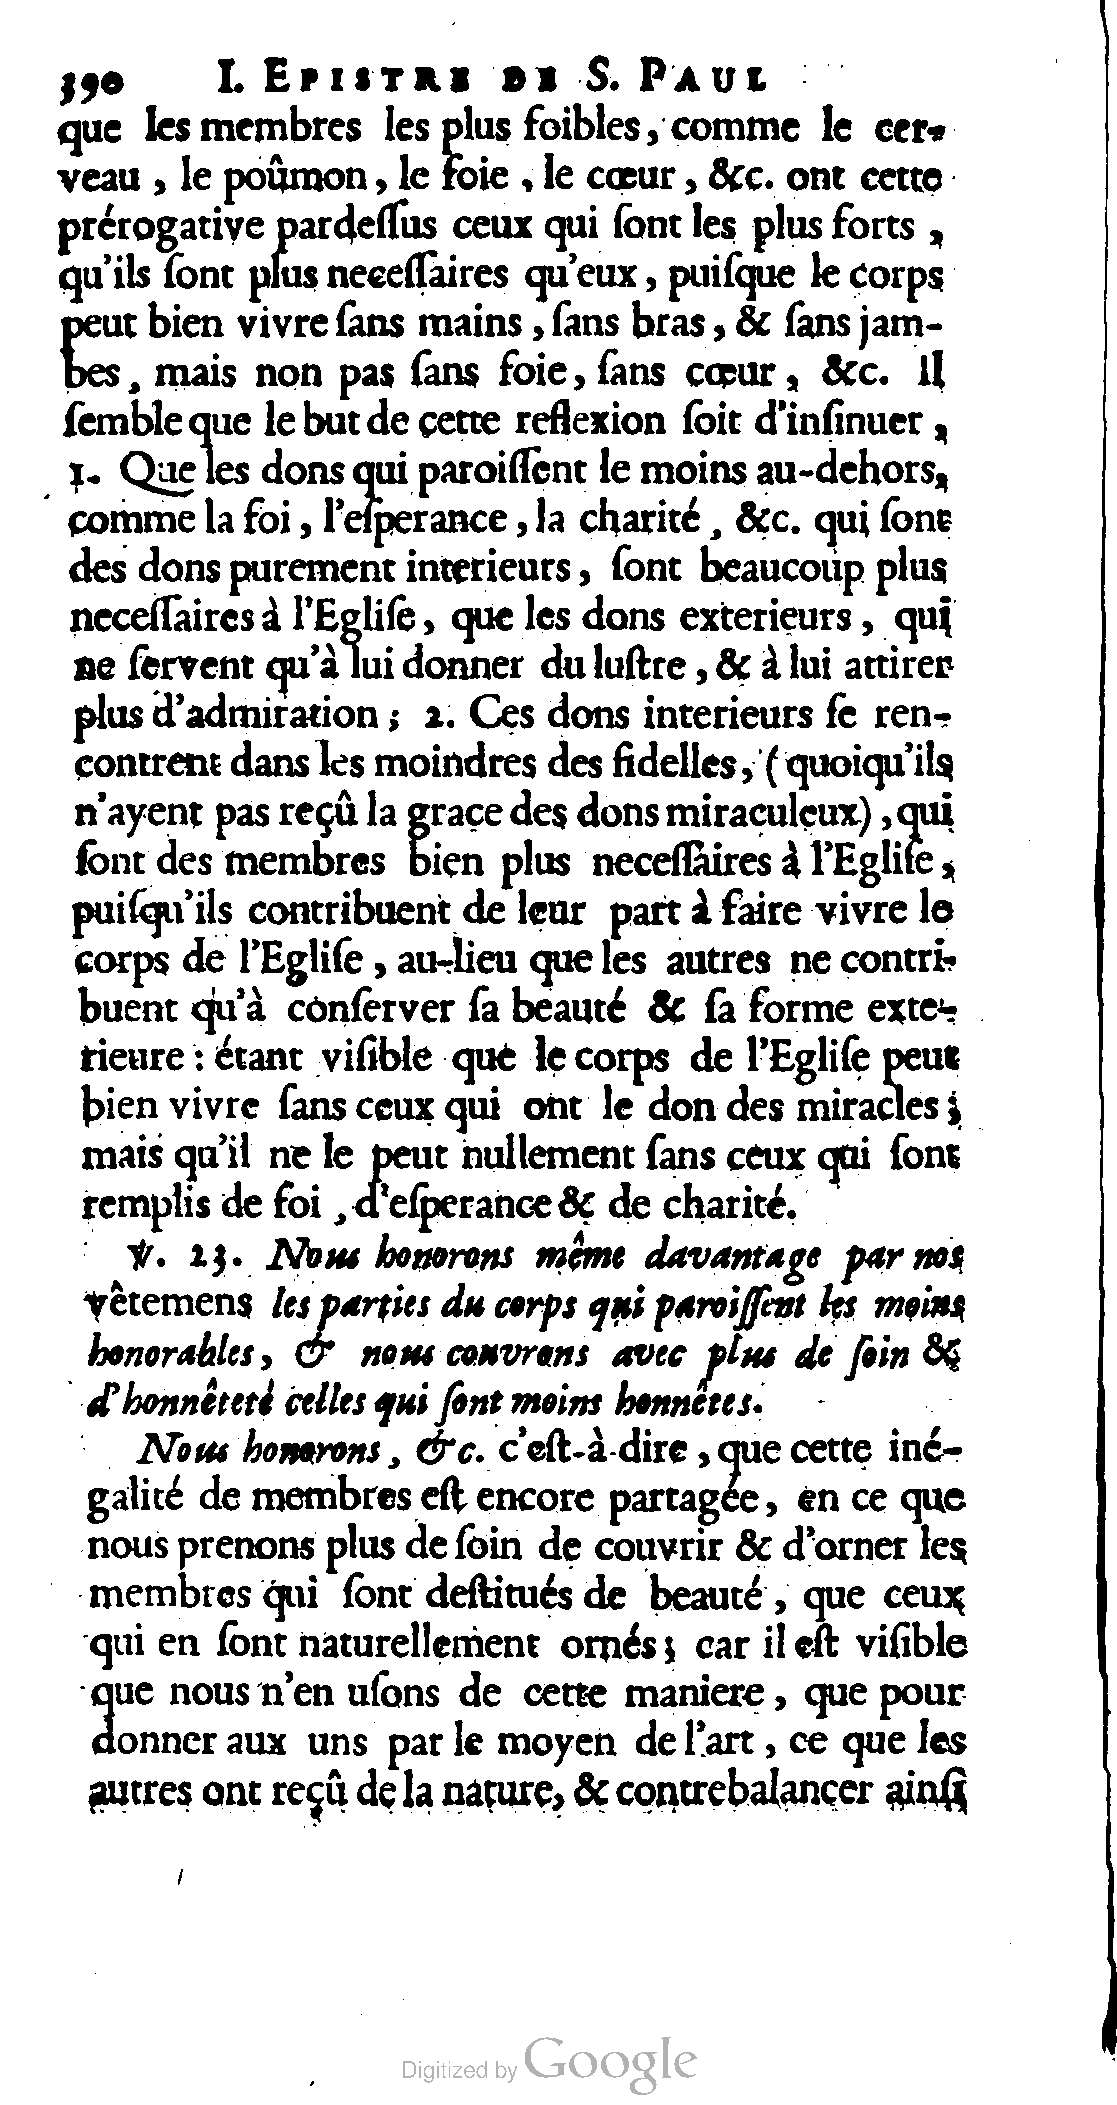 390 I. EPISTRE DE S. PAUL
que les membres les plus foibles, comme le cer-
veau, le poûmon, le foie, le cœur, &c. ont cette
prérogative pardeſſus ceux qui ſont les plus forts,
qu'ils ſont plus neceſſaires qu'eux, puiſque le corps
peut bien vivre ſans mains, ſans bras, & ſans jam-
bes, mais non pas ſans foie, ſans cœur, &c. Il
ſemble que le but de cette reflexion ſoit d'inſinuer,
1. Que les dons qui paroiſſent le moins au-dehors,
comme la foi, l'eſperance, la charité, &c. qui ſont
des dons purement interieurs, ſont beaucoup plus
neceſſaires à l'Egliſe, que les dons exterieurs, qui
ne ſervent qu'à lui donner du luſtre, & à lui attirer
plus d'admiration; 2. Ces dons interieurs ſe ren-
contrent dans les moindres des fidelles, (quoiqu'ils
n'ayent pas reçû la grace des dons miraculeux), qui
ſont des membres bien plus neceſſaires à l'Egliſe,
puiſqu'ils contribuent de leur part à faire vivre le
corps de l'Egliſe, au-lieu que les autres ne contri-
buent qu'à conſerver ſa beauté & ſa forme exte-
rieure: étant viſible que le corps de l'Egliſe peut
bien vivre ſans ceux qui ont le don des miracles;
mais qu'il ne le peut nullement ſans ceux qui ſont
remplis de foi, d'eſperance & de charité.
℣. 23. Nous honorons même davantage par nos
vêtemens les parties du corps qui paroiſſent les moins
honorables, & nous couvrons avec plus de ſoin &
d'honnêteté celles qui ſont moins honnêtes.
Nous honorons, &c. c'eſt-à-dire, que cette iné-
galité de membres eſt encore partagée, en ce que
nous prenons plus de ſoin de couvrir & d'orner les
membres qui ſont deſtitués de beauté, que ceux
qui en ſont naturellement ornés; car il eſt viſible
que nous n'en uſons de cette maniere, que pour
donner aux uns par le moyen de l'art, ce que les
autres ont reçû de la nature, & contrebalancer ainſi
Digitized by Google